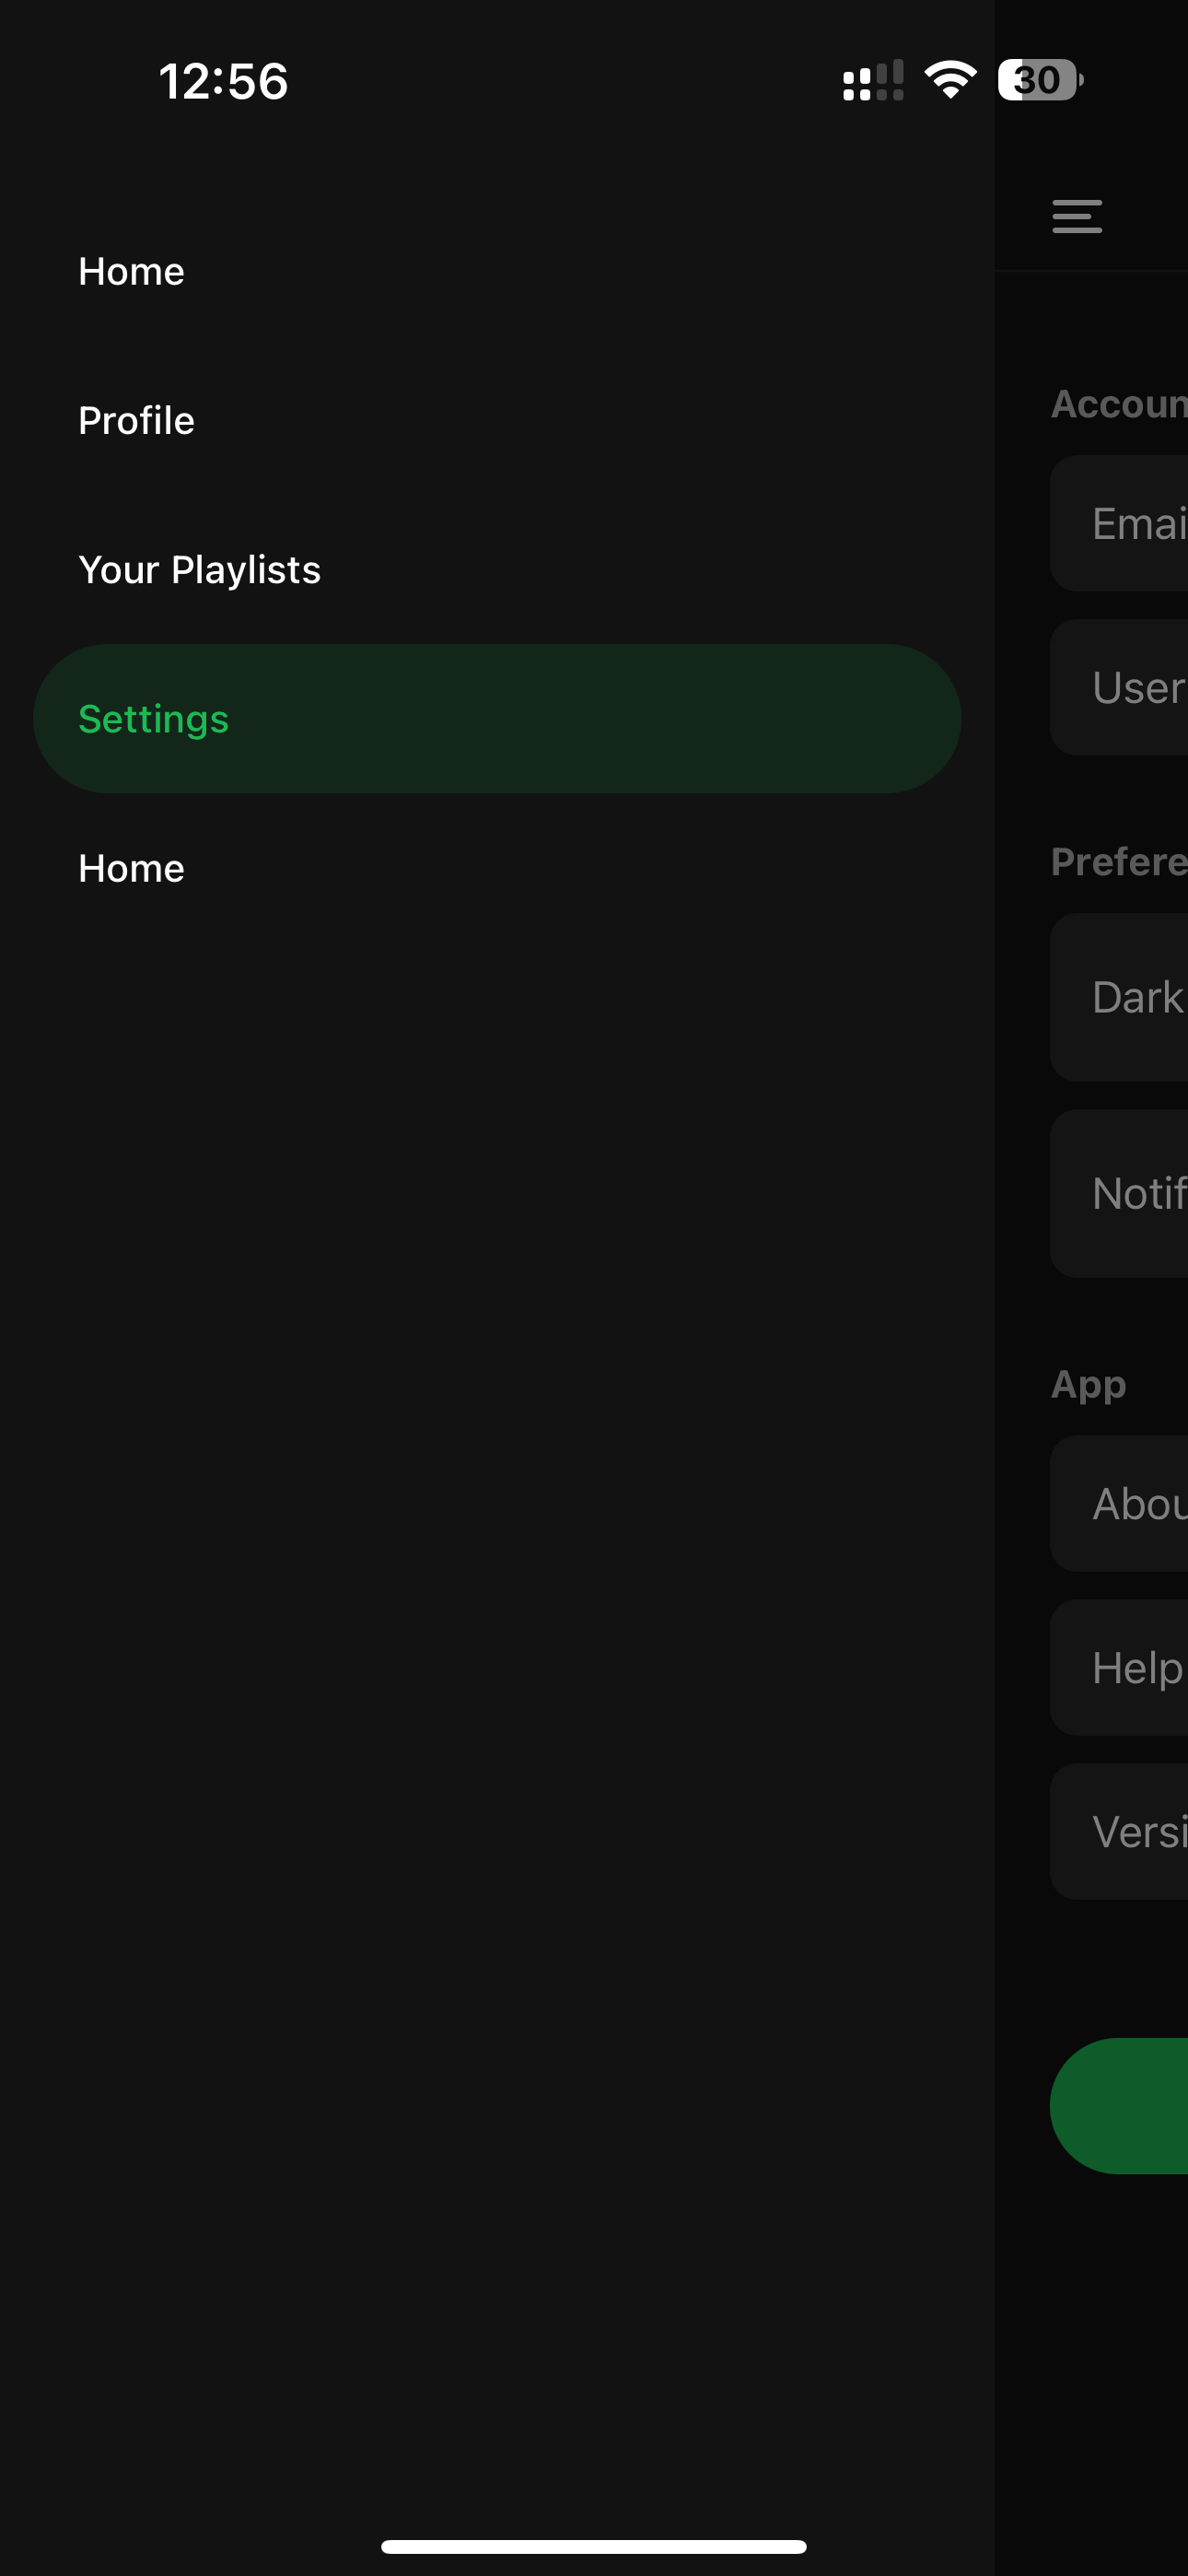 12:56
30
Home
Profile
Your Playlists
Settings
Home
Accoun
Emai
User
Prefere
Dark
Notif
App
Abou
Help
Versi